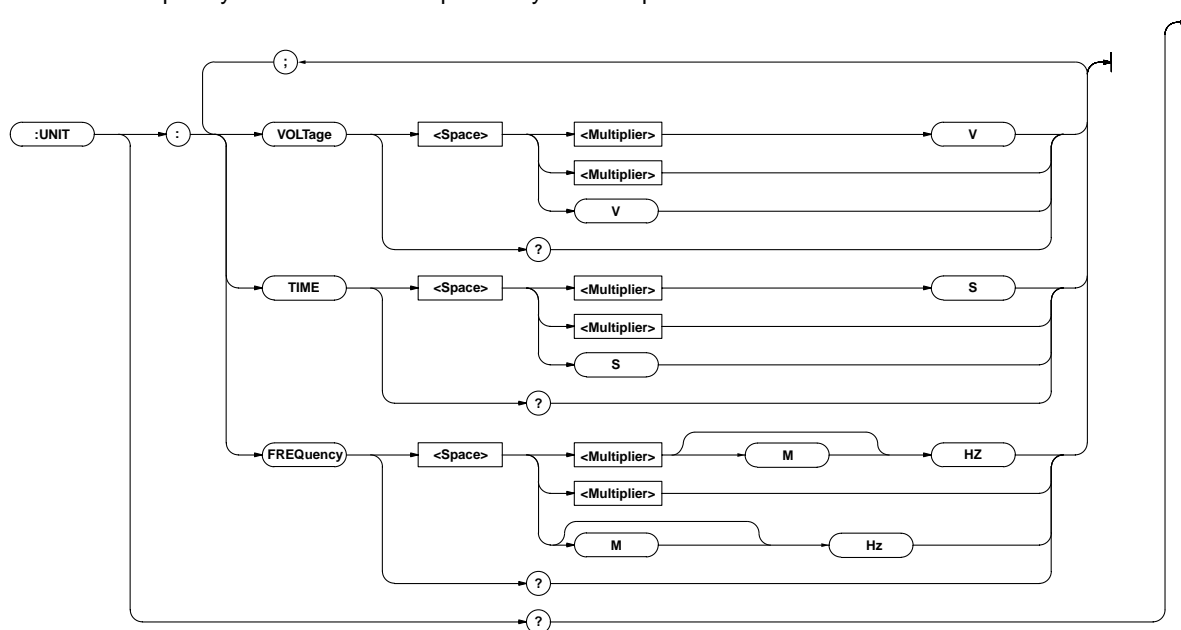 ;
:UNIT : VOLTage <Space> <Multiplier> V
<Multiplier>
V
?
TIME <Space> <Multiplier> S
<Multiplier>
S
?
FREQuency <Space> <Multiplier> M HZ
<Multiplier>
M Hz
?
?